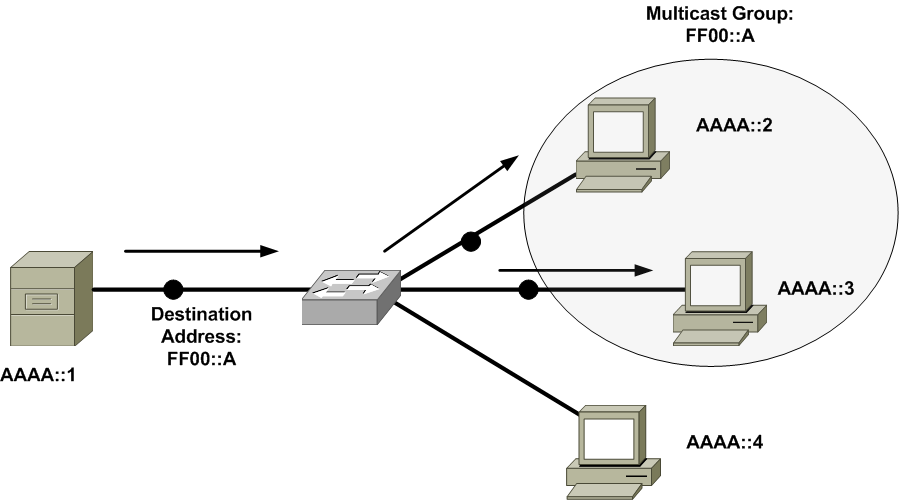 Multicast Group:
FF00::A
AAAA::2
AAAA::3
Destination
Address:
FF00::A
AAAA::1
AAAA::4